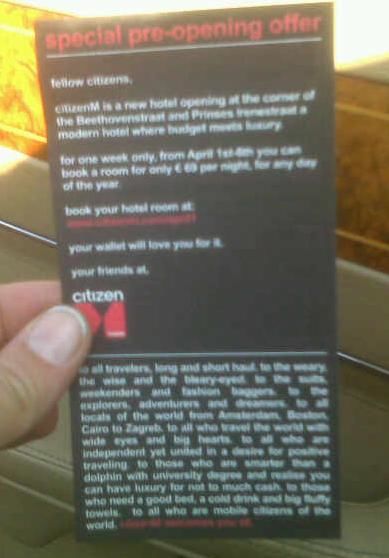 special pre-opening offer
fellow citizens,
citizenM is a new hotel opening at the corner of
the Beethovenstraat and Prinses Irenestraat a
modern hotel where budget meets luxury.
for one week only, from April 1st-8th you can
book a room for only € 69 per night, for any day
of the year.
book your hotel room at:
your wallet will love you for it.
your friends at,
citizen
M
to all travelers, long and short haul. to the weary,
the wise and the bleary-eyed. to the suits,
weekenders and fashion baggers. to the
explorers, adventurers and dreamers. to all
locals of the world from Amsterdam, Boston,
Cairo to Zagreb. to all who travel the world with
wide eyes and big hearts. to all who are
independent yet united in a desire for positive
traveling. to those who are smarter than a
dolphin with university degree and realise you
can have luxury for not to much cash. to those
who need a good bed, a cold drink and big fluffy
towels. to all who are mobile citizens of the
world. citizenM welcomes you all.